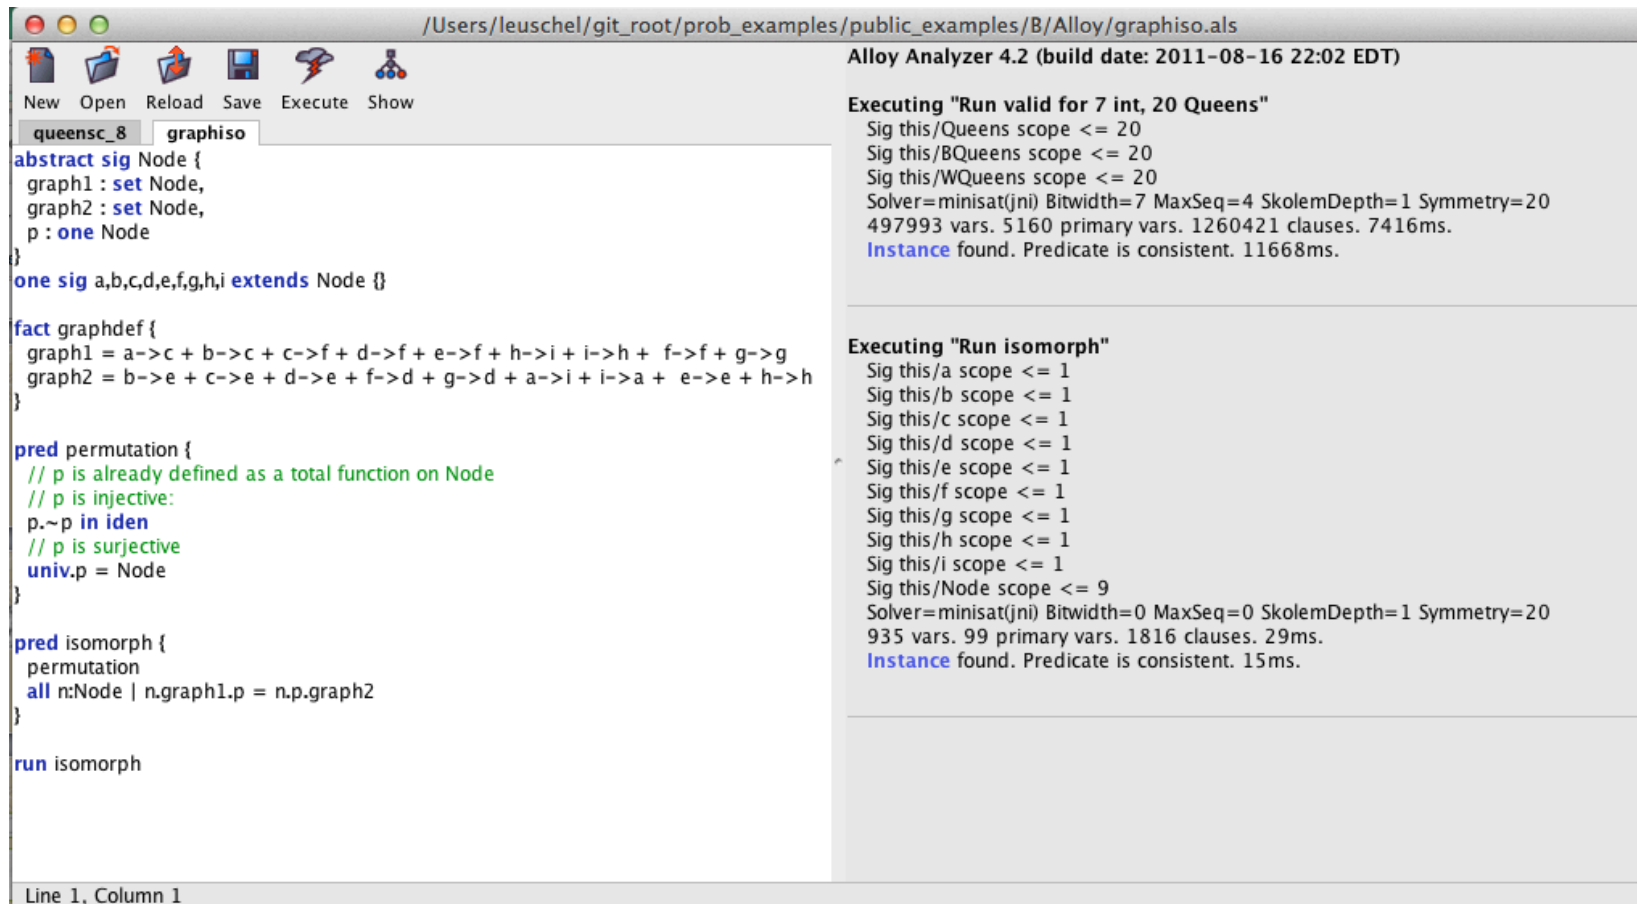 /Users/leuschel/git_root/prob_examples/public_examples/B/Alloy/graphiso.als
New Open Reload Save Execute Show
queensc_8 graphiso
abstract sig Node {
graph1 : set Node,
graph2 : set Node,
p : one Node
}
one sig a,b,c,d,e,f,g,h,i extends Node {}
fact graphdef {
graph1 = a->c + b->c + c->f + d->f + e->f + h->i + i->h +  f->f + g->g
graph2 = b->e + c->e + d->e + f->d + g->d + a->i + i->a +  e->e + h->h
}
pred permutation {
// p is already defined as a total function on Node
// p is injective:
p.~p in iden
// p is surjective
univ.p = Node
}
pred isomorph {
permutation
all n:Node | n.graph1.p = n.p.graph2
}
run isomorph
Line 1, Column 1
Alloy Analyzer 4.2 (build date: 2011-08-16 22:02 EDT)
Executing "Run valid for 7 int, 20 Queens"
Sig this/Queens scope <= 20
Sig this/BQueens scope <= 20
Sig this/WQueens scope <= 20
Solver=minisat(jni) Bitwidth=7 MaxSeq=4 SkolemDepth=1 Symmetry=20
497993 vars. 5160 primary vars. 1260421 clauses. 7416ms.
Instance found. Predicate is consistent. 11668ms.
Executing "Run isomorph"
Sig this/a scope <= 1
Sig this/b scope <= 1
Sig this/c scope <= 1
Sig this/d scope <= 1
Sig this/e scope <= 1
Sig this/f scope <= 1
Sig this/g scope <= 1
Sig this/h scope <= 1
Sig this/i scope <= 1
Sig this/Node scope <= 9
Solver=minisat(jni) Bitwidth=0 MaxSeq=0 SkolemDepth=1 Symmetry=20
935 vars. 99 primary vars. 1816 clauses. 29ms.
Instance found. Predicate is consistent. 15ms.